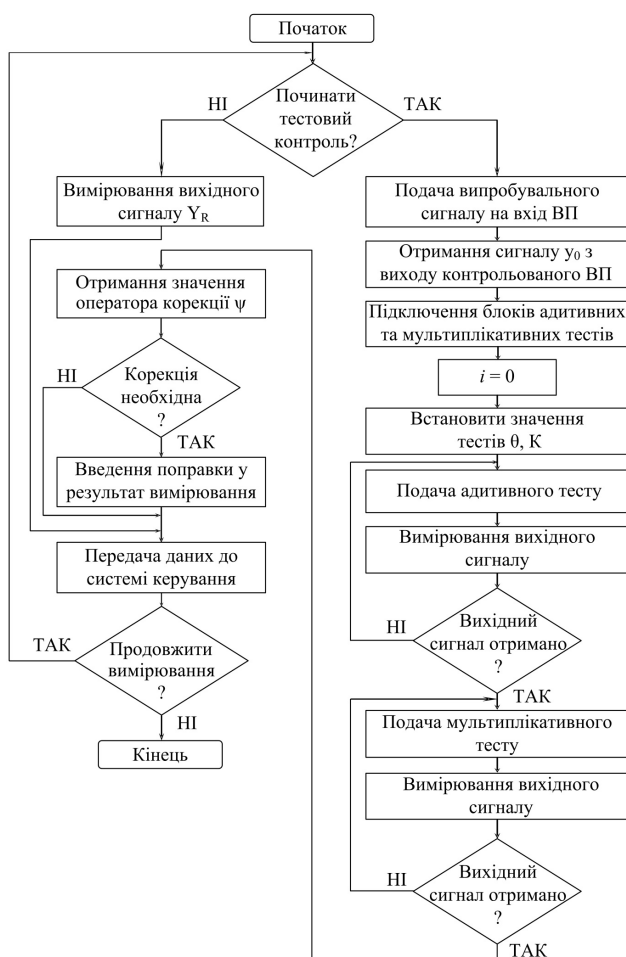 Початок
Починати
тестовий
контроль?
НІ
ТАК
Вимірювання вихідного
сигналу Y_R
Отримання значення
оператора корекції ψ
Корекція
необхідна
?
НІ
ТАК
Введення поправки у
результат вимірювання
Передача даних до
системі керування
Продовжити
вимірювання
?
ТАК
НІ
Кінець
Подача випробувального
сигналу на вхід ВП
Отримання сигналу y₀ з
виходу контрольованого ВП
Підключення блоків адитивних
та мультиплікативних тестів
i = 0
Встановити значення
тестів θ, К
Подача адитивного тесту
Вимірювання вихідного
сигналу
Вихідний
сигнал отримано
?
НІ
ТАК
Подача мультиплікативного
тесту
Вимірювання вихідного
сигналу
Вихідний
сигнал отримано
?
НІ
ТАК